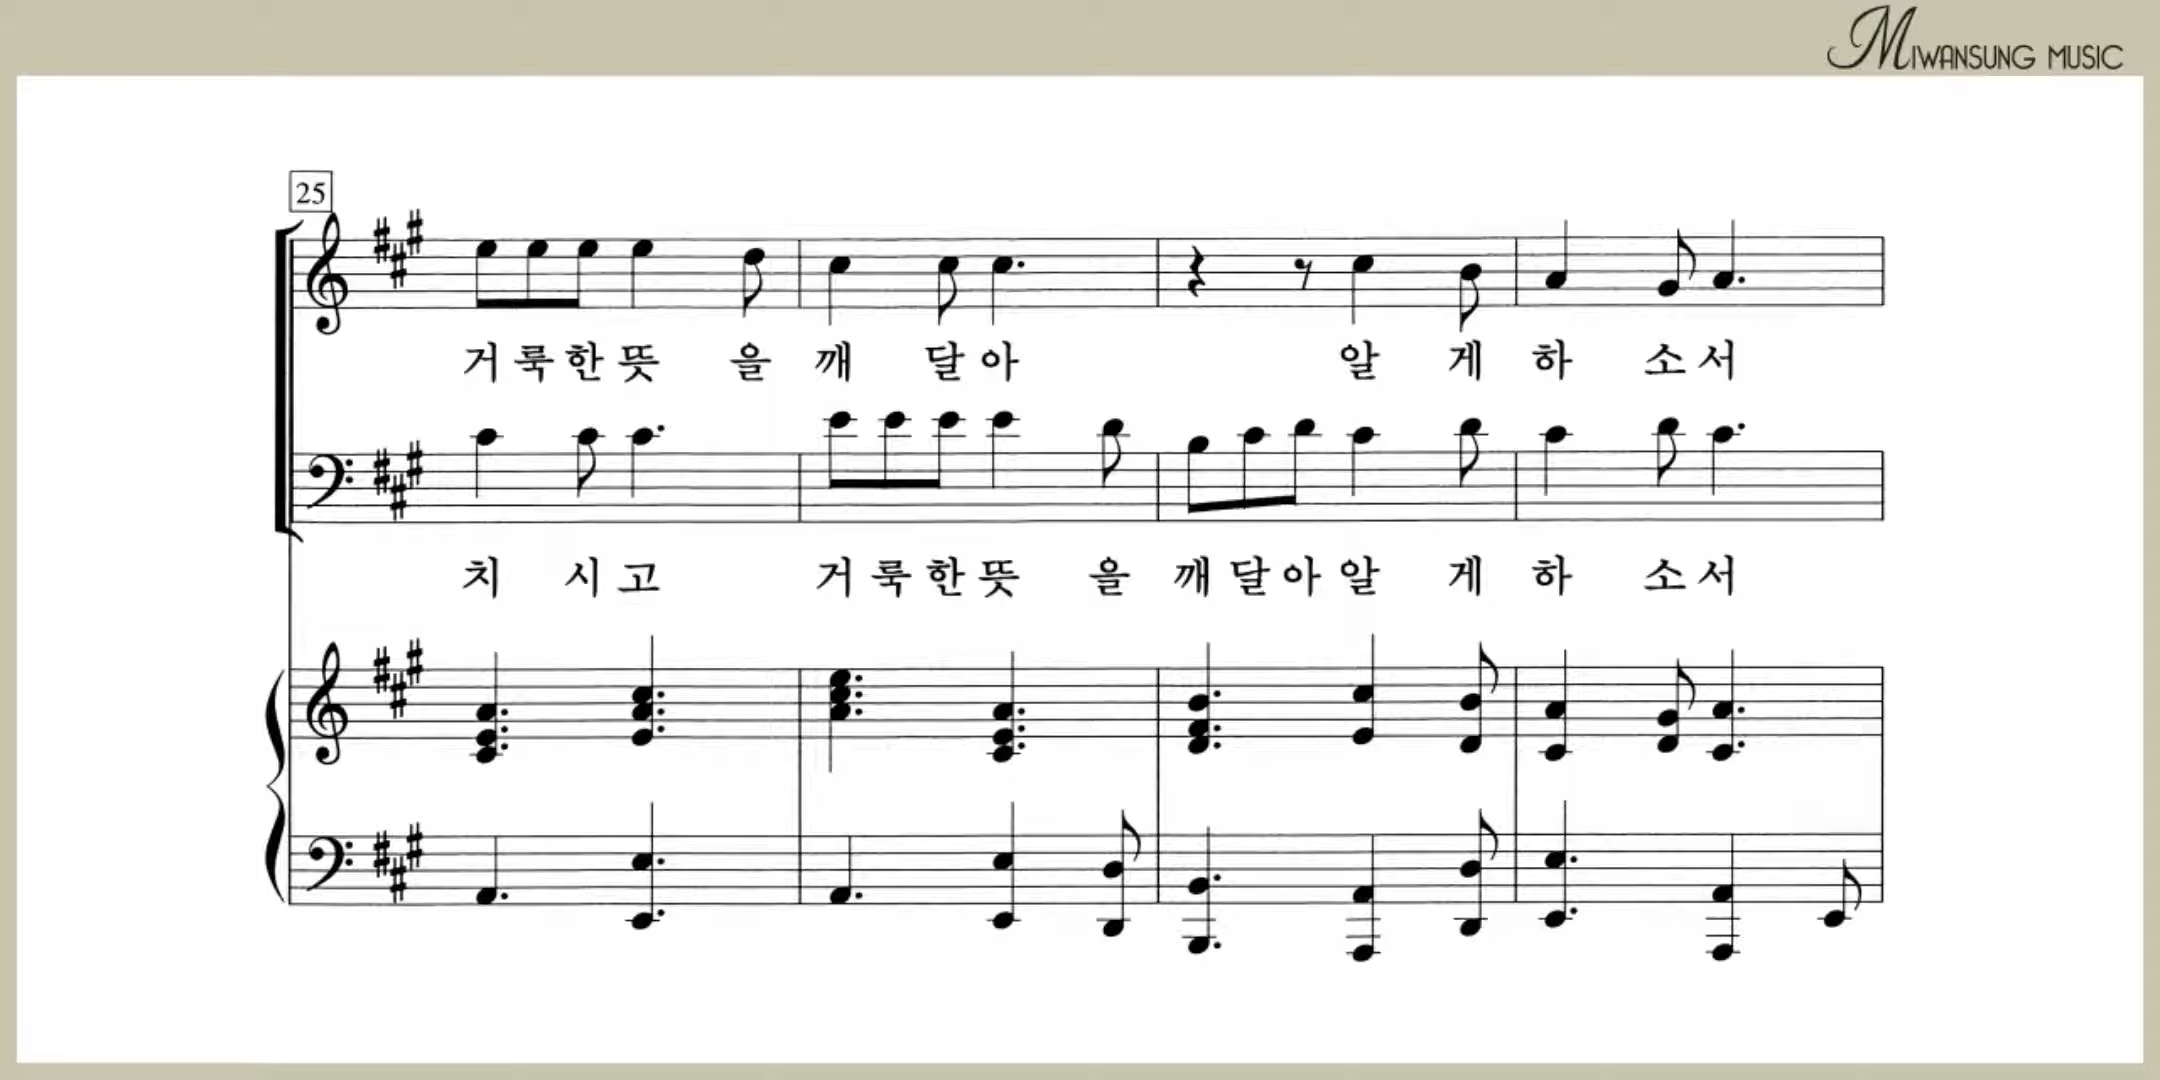 MIWANSUNG MUSIC
25
거룩한뜻 을 깨 달아 알 게 하 소서
치 시고 거룩한뜻 을 깨달아알 게 하 소서